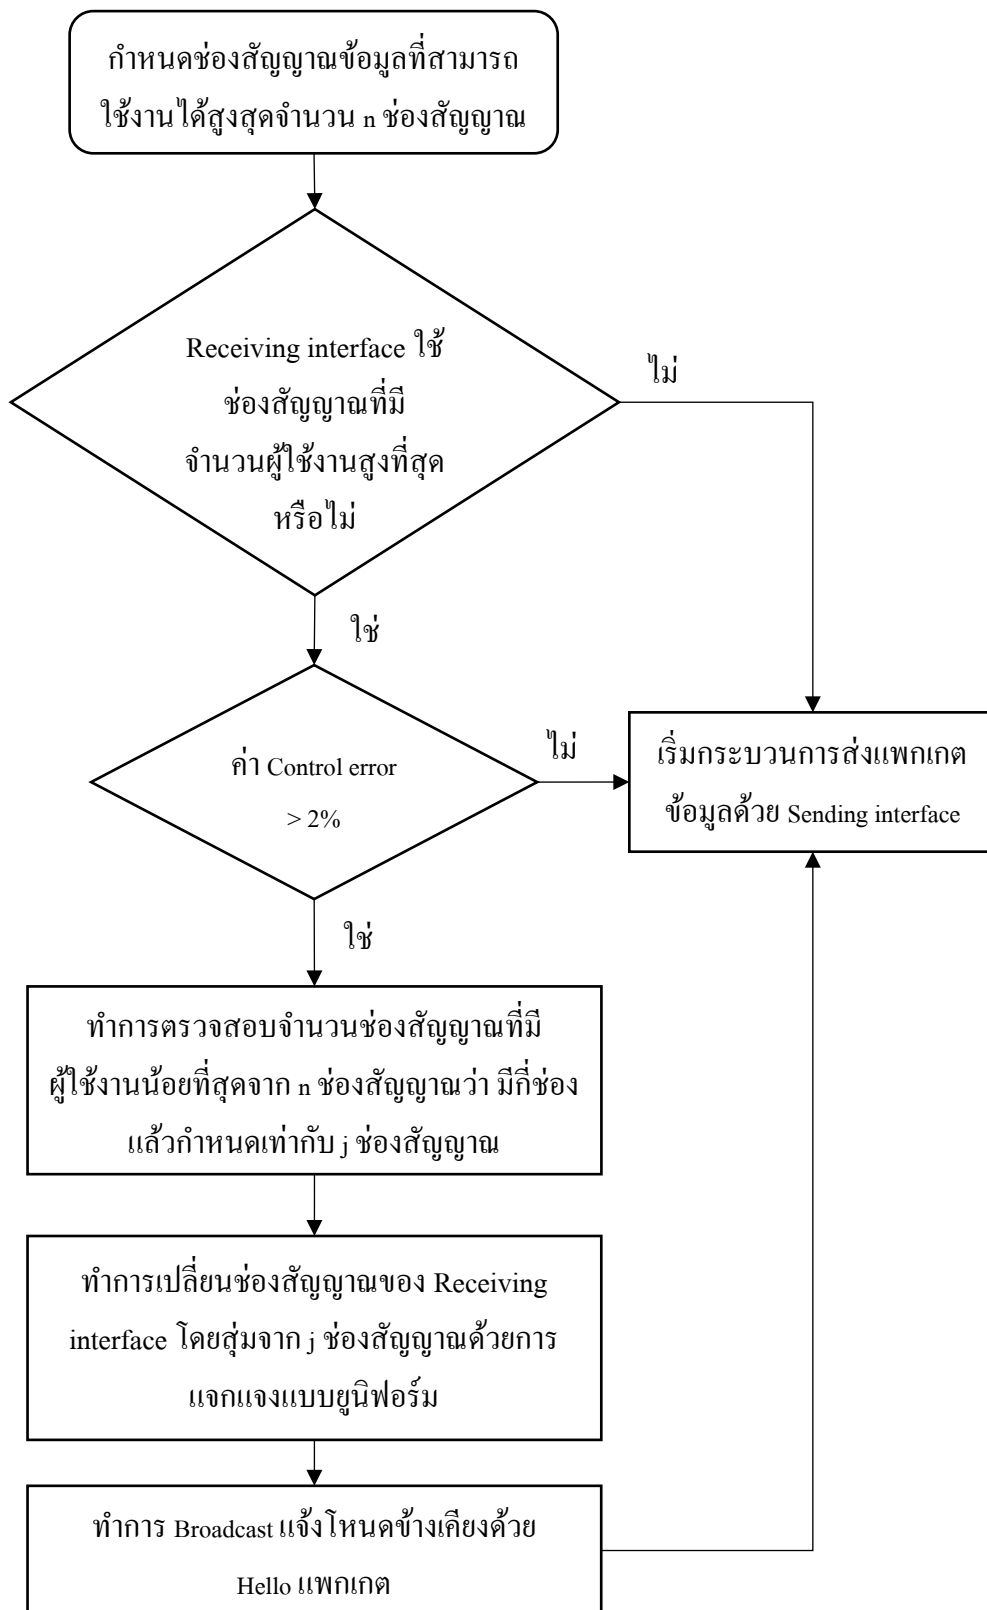 กำหนดช่องสัญญาณข้อมูลที่สามารถ
ใช้งานได้สูงสุดจำนวน n ช่องสัญญาณ
Receiving interface ใช้
ช่องสัญญาณที่มี
จำนวนผู้ใช้งานสูงที่สุด
หรือไม่
ไม่
ใช่
ค่า Control error
> 2%
ไม่
เริ่มกระบวนการส่งแพกเกต
ข้อมูลด้วย Sending interface
ใช่
ทำการตรวจสอบจำนวนช่องสัญญาณที่มี
ผู้ใช้งานน้อยที่สุดจาก n ช่องสัญญาณว่า มีกี่ช่อง
แล้วกำหนดเท่ากับ j ช่องสัญญาณ
ทำการเปลี่ยนช่องสัญญาณของ Receiving
interface โดยสุ่มจาก j ช่องสัญญาณด้วยการ
แจกแจงแบบยูนิฟอร์ม
ทำการ Broadcast แจ้งโหนดข้างเคียงด้วย
Hello แพกเกต